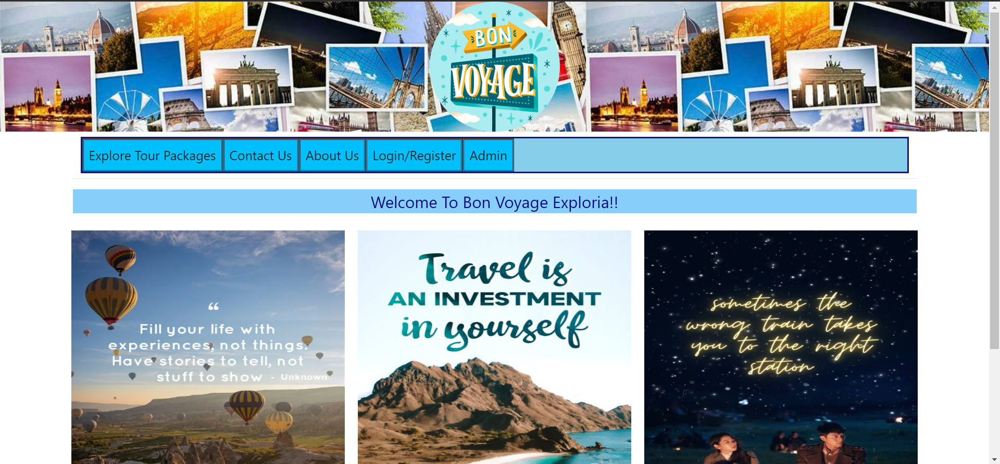 BON
VOYAGE
Explore Tour Packages
Contact Us
About Us
Login/Register
Admin
Welcome To Bon Voyage Exploria!!
“
Fill your life with
experiences, not things.
Have stories to tell, not
stuff to show - Unknown
Travel is
AN INVESTMENT
in yourself
sometimes the
wrong train takes
you to the right
station